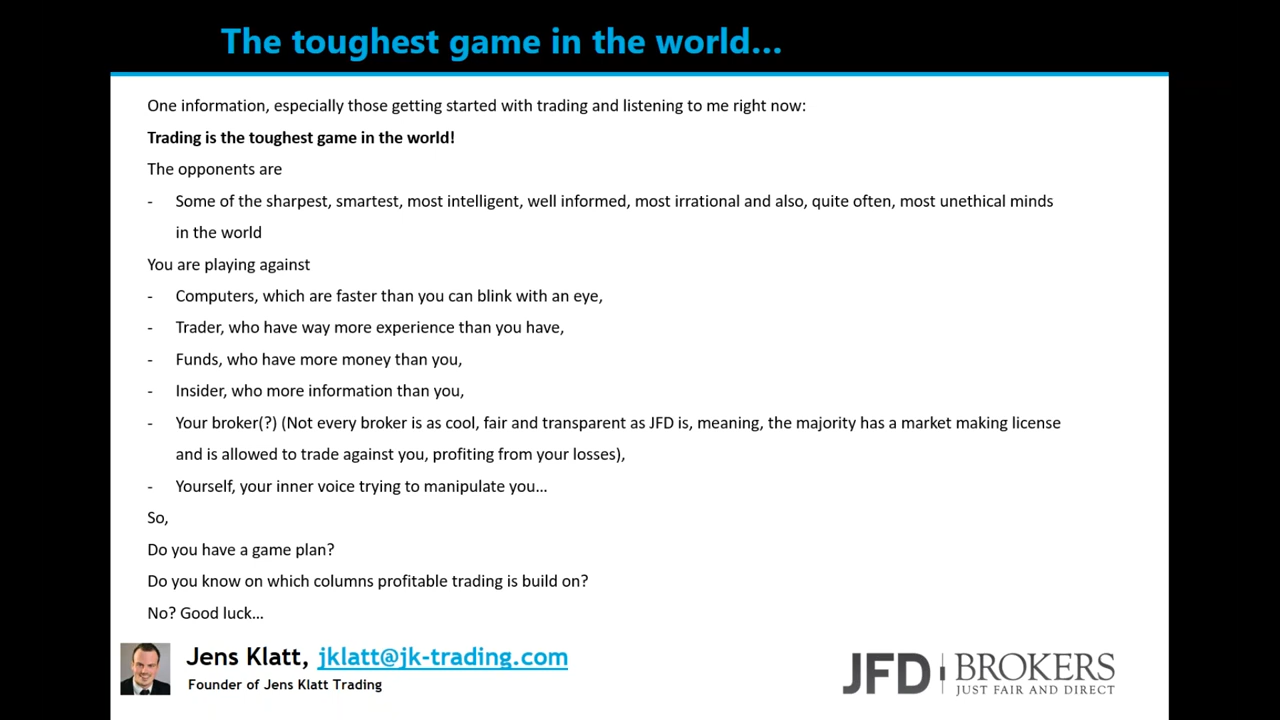 The toughest game in the world...
One information, especially those getting started with trading and listening to me right now:
Trading is the toughest game in the world!
The opponents are
- Some of the sharpest, smartest, most intelligent, well informed, most irrational and also, quite often, most unethical minds
in the world
You are playing against
- Computers, which are faster than you can blink with an eye,
- Trader, who have way more experience than you have,
- Funds, who have more money than you,
- Insider, who more information than you,
- Your broker(?) (Not every broker is as cool, fair and transparent as JFD is, meaning, the majority has a market making license
and is allowed to trade against you, profiting from your losses),
- Yourself, your inner voice trying to manipulate you...
So,
Do you have a game plan?
Do you know on which columns profitable trading is build on?
No? Good luck...
Jens Klatt, jklatt@jk-trading.com
Founder of Jens Klatt Trading
JFD BROKERS
JUST FAIR AND DIRECT